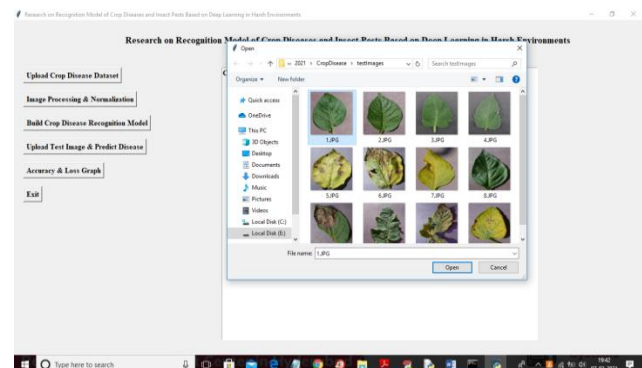 Research on Recognition Model of Crop Diseases and Insect Pests Based on Deep Learning in Harsh Environments
Research on Recognition Model of Crop Diseases and Insect Pests Based on Deep Learning in Harsh Environments
Upload Crop Disease Dataset
Image Processing & Normalization
Build Crop Disease Recognition Model
Upload Test Image & Predict Disease
Accuracy & Loss Graph
Exit
Open
« 2021 › CropDisease › testImages
Search testImages
Organize
New folder
Quick access
OneDrive
This PC
3D Objects
Desktop
Documents
Downloads
Music
Pictures
Videos
Local Disk (C:)
Local Disk (E:)
1.JPG 2.JPG 3.JPG 4.JPG
5.JPG 6.JPG 7.JPG 8.JPG
File name: 1.JPG
Open Cancel
Type here to search
19:42